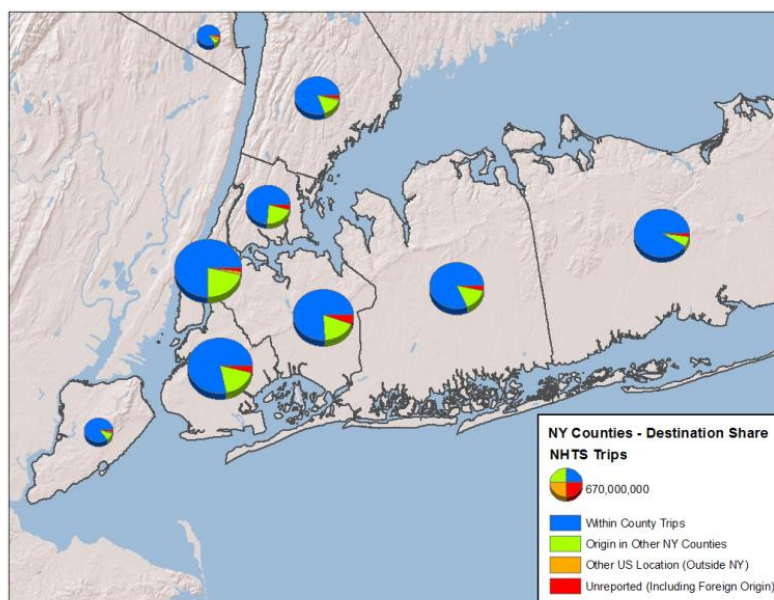 NY Counties - Destination Share
NHTS Trips
670,000,000
Within County Trips
Origin in Other NY Counties
Other US Location (Outside NY)
Unreported (Including Foreign Origin)